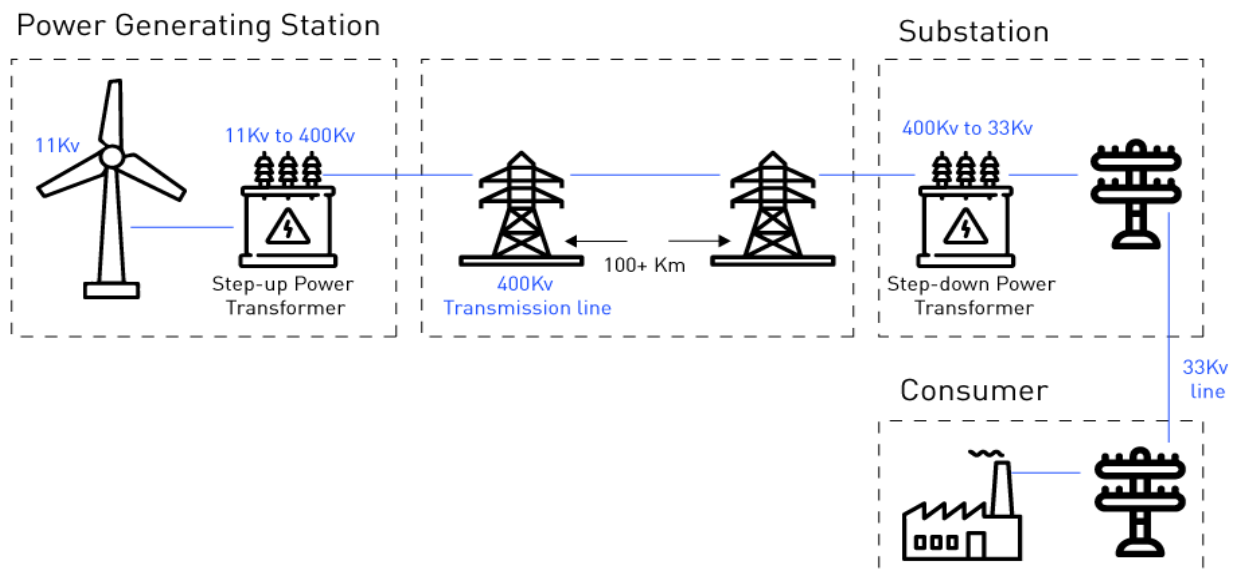 Power Generating Station
11Kv
11Kv to 400Kv
Step-up Power
Transformer
400Kv
Transmission line
100+ Km
Substation
400Kv to 33Kv
Step-down Power
Transformer
33Kv
line
Consumer